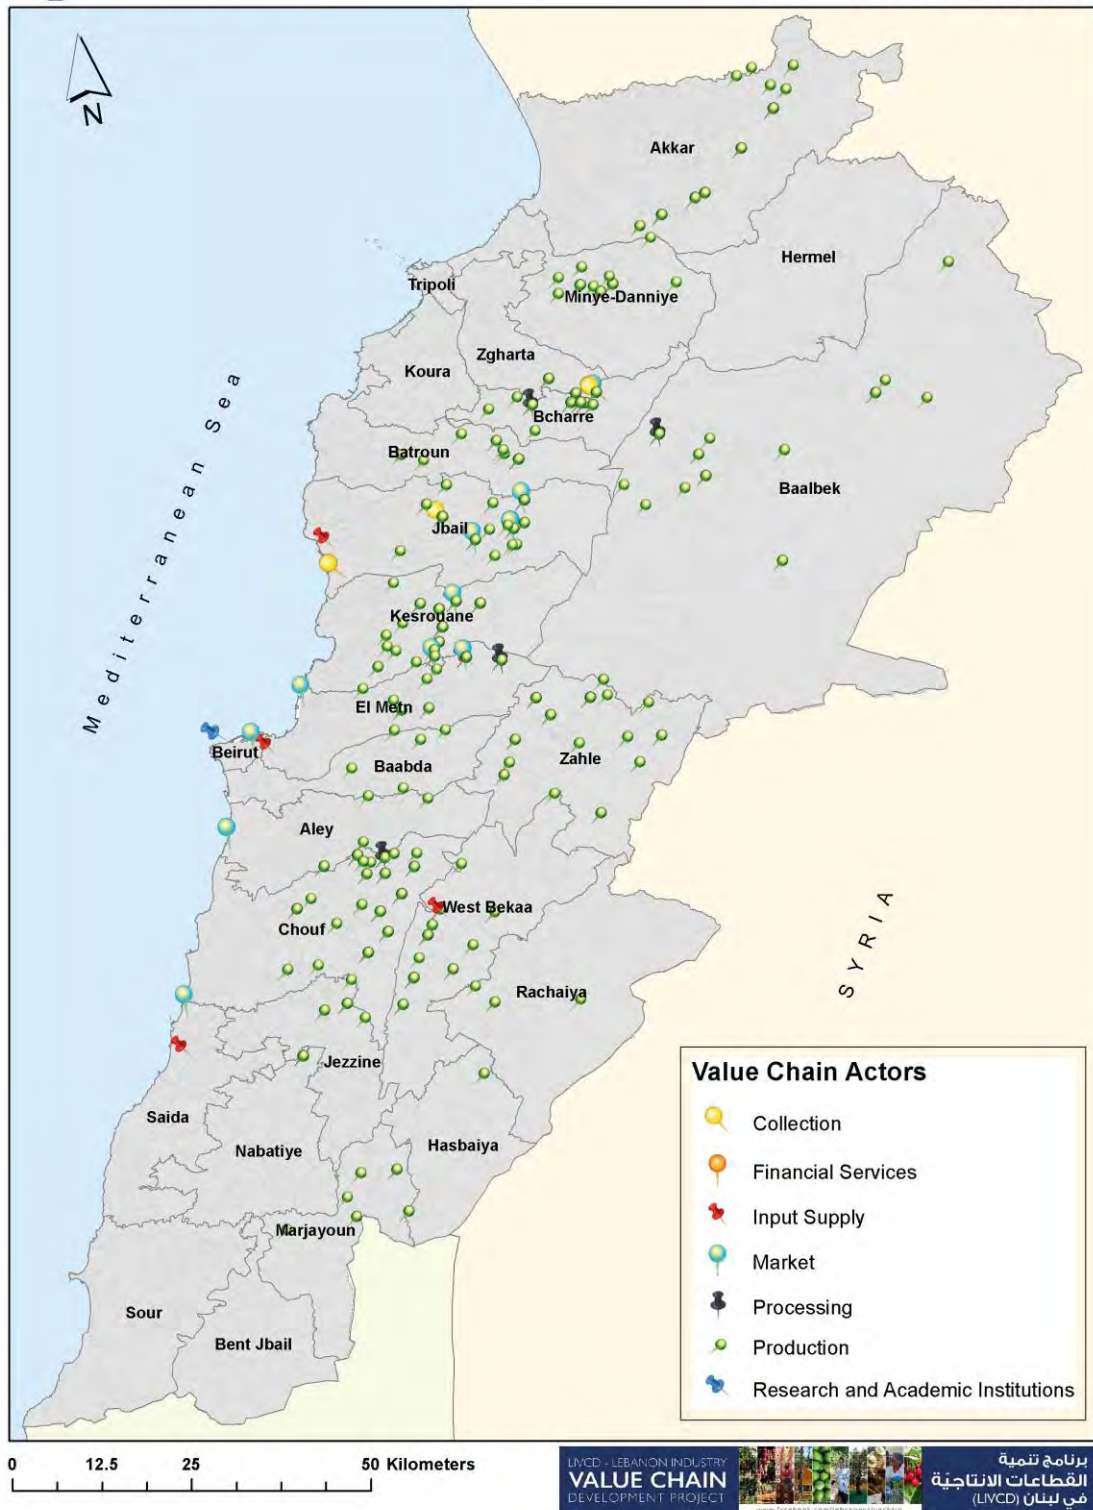 N
Akkar
Hermel
Tripoli
Minye-Danniye
Zgharta
Koura
Bcharre
Batroun
Baalbek
Jbail
Mediterranean Sea
Kesrouane
El Metn
Beirut
Baabda
Zahle
Aley
West Bekaa
Chouf
SYRIA
Rachaiya
Jezzine
Saida
Hasbaiya
Nabatiye
Marjayoun
Sour
Bent Jbail
Value Chain Actors
Collection
Financial Services
Input Supply
Market
Processing
Production
Research and Academic Institutions
0 12.5 25 50 Kilometers
LIVCD - LEBANON INDUSTRY
VALUE CHAIN
DEVELOPMENT PROJECT
برنامج تنمية
القطاعات الانتاجيّة
في لبنان (LIVCD)